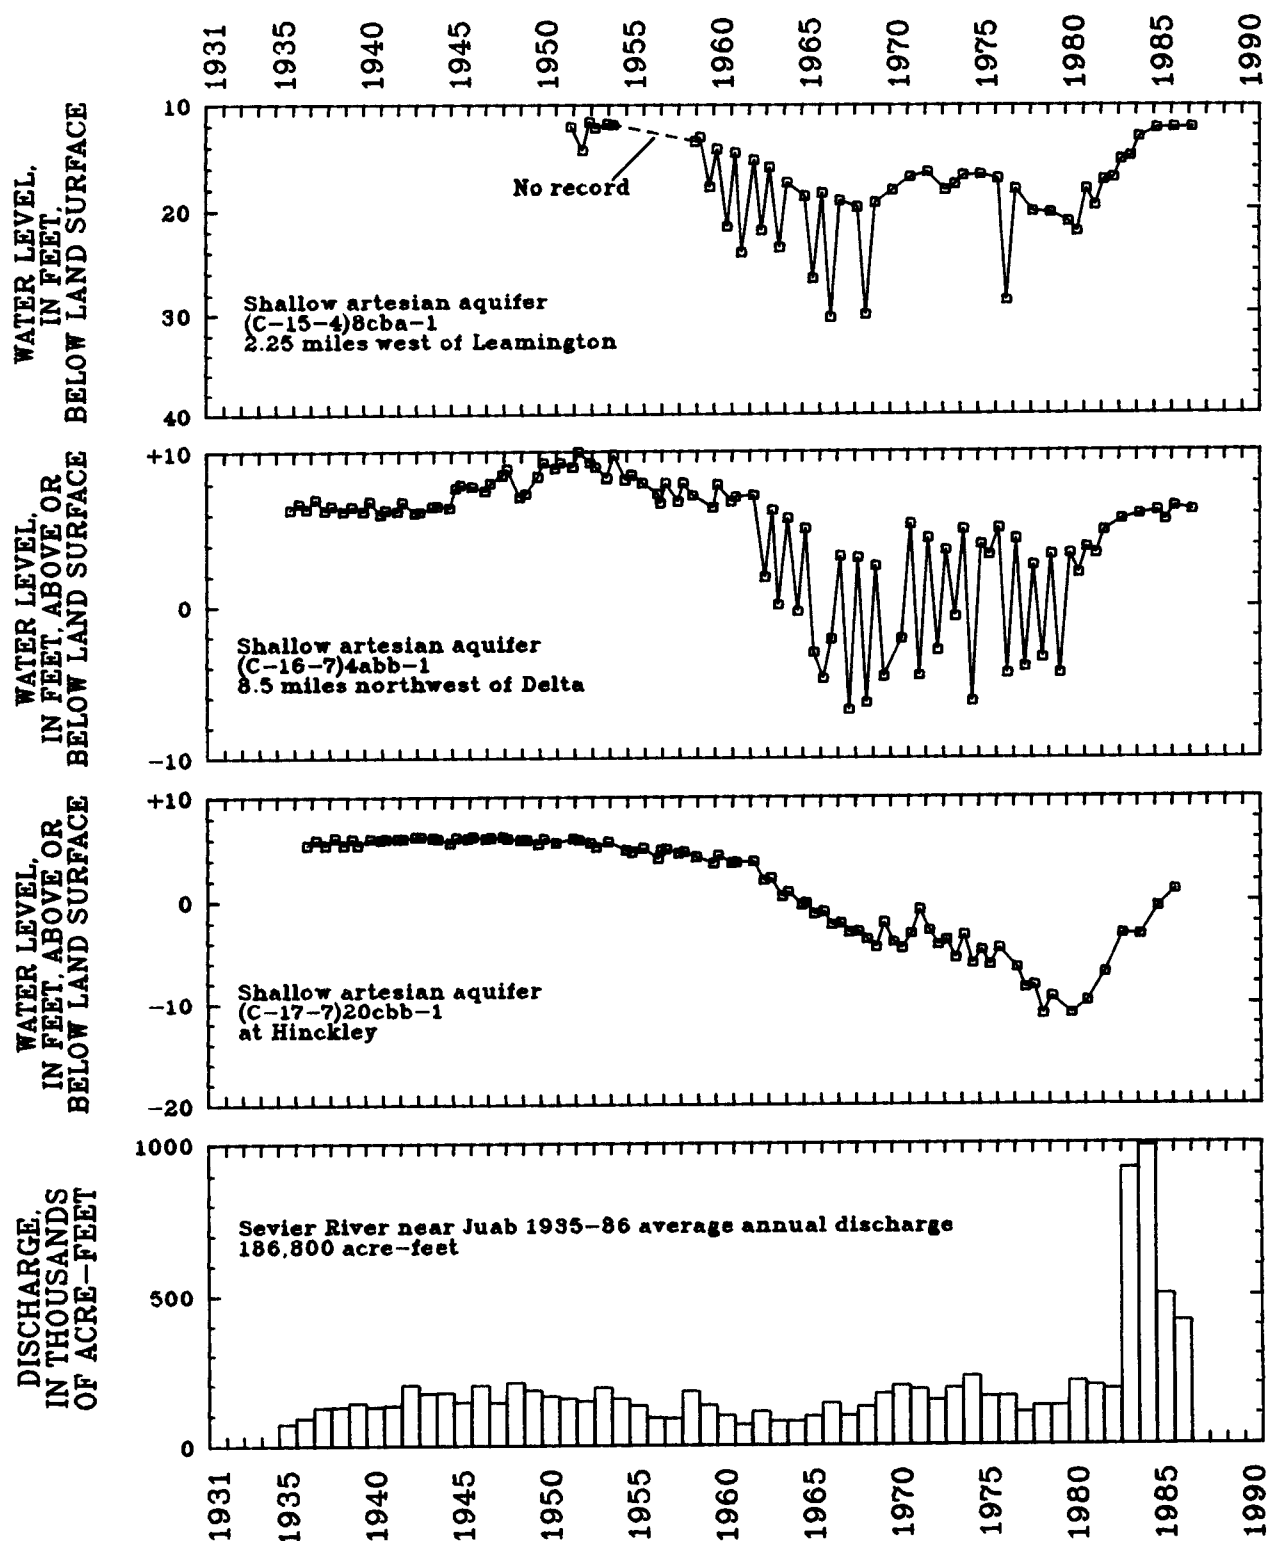 1931 1935 1940 1945 1950 1955 1960 1965 1970 1975 1980 1985 1990
WATER LEVEL,
IN FEET,
BELOW LAND SURFACE
10
20
30
40
No record
Shallow artesian aquifer
(C-15-4)8cba-1
2.25 miles west of Leamington
WATER LEVEL,
IN FEET, ABOVE OR
BELOW LAND SURFACE
+10
0
-10
Shallow artesian aquifer
(C-16-7)4abb-1
8.5 miles northwest of Delta
WATER LEVEL,
IN FEET, ABOVE OR
BELOW LAND SURFACE
+10
0
-10
-20
Shallow artesian aquifer
(C-17-7)20cbb-1
at Hinckley
DISCHARGE,
IN THOUSANDS
OF ACRE-FEET
1000
500
0
Sevier River near Juab 1935-86 average annual discharge
186,800 acre-feet
1931 1935 1940 1945 1950 1955 1960 1965 1970 1975 1980 1985 1990